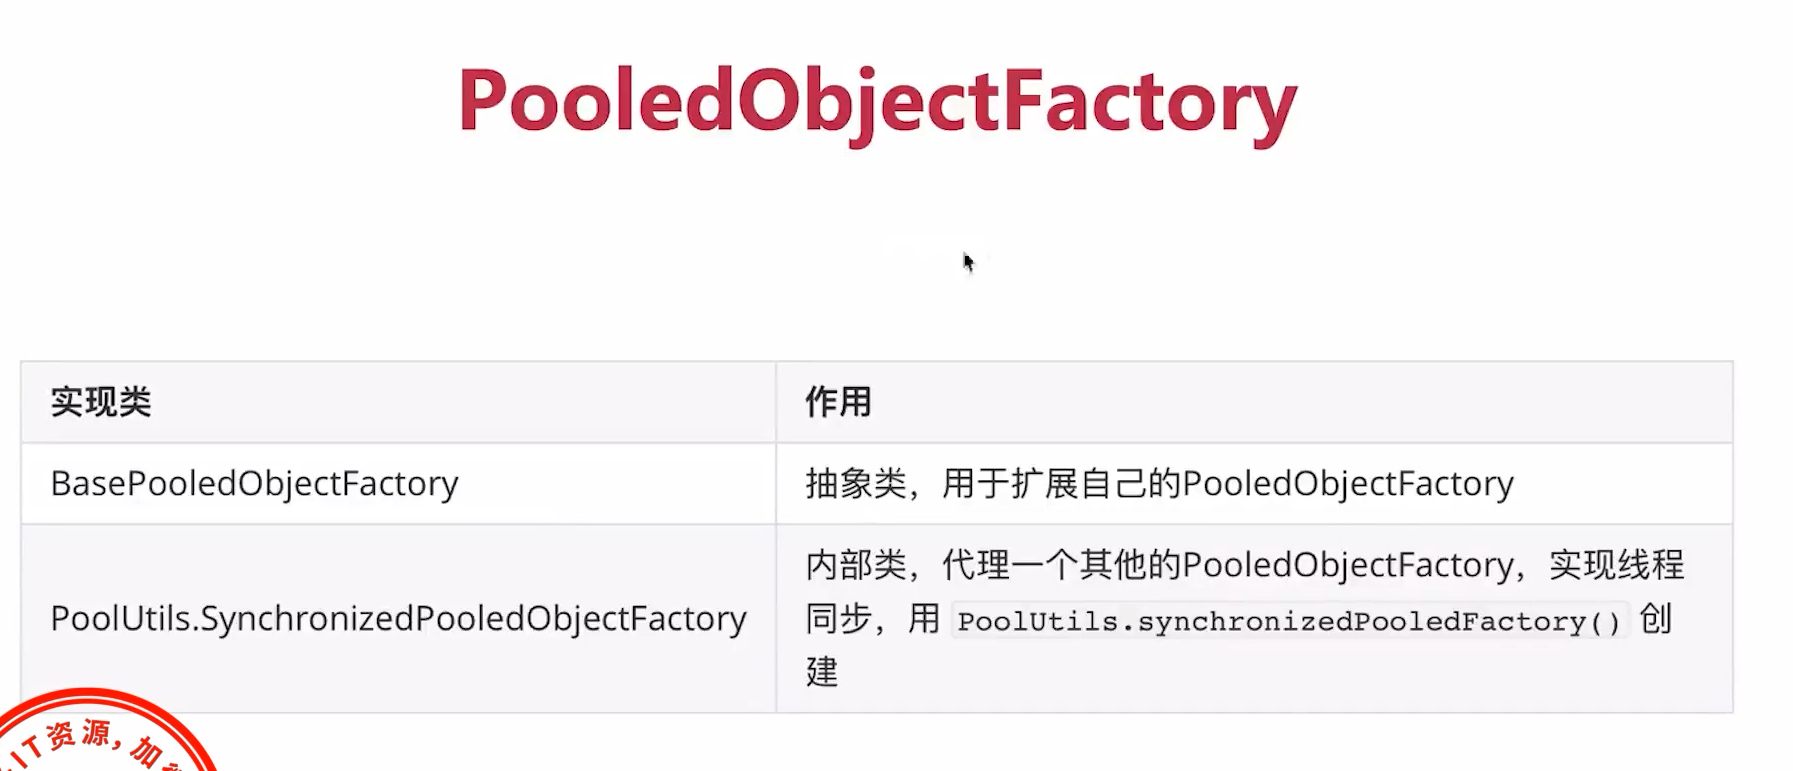 PooledObjectFactory
实现类
作用
BasePooledObjectFactory
抽象类，用于扩展自己的PooledObjectFactory
PoolUtils.SynchronizedPooledObjectFactory
内部类，代理一个其他的PooledObjectFactory，实现线程
同步，用 PoolUtils.synchronizedPooledFactory() 创
建
IT资源，加